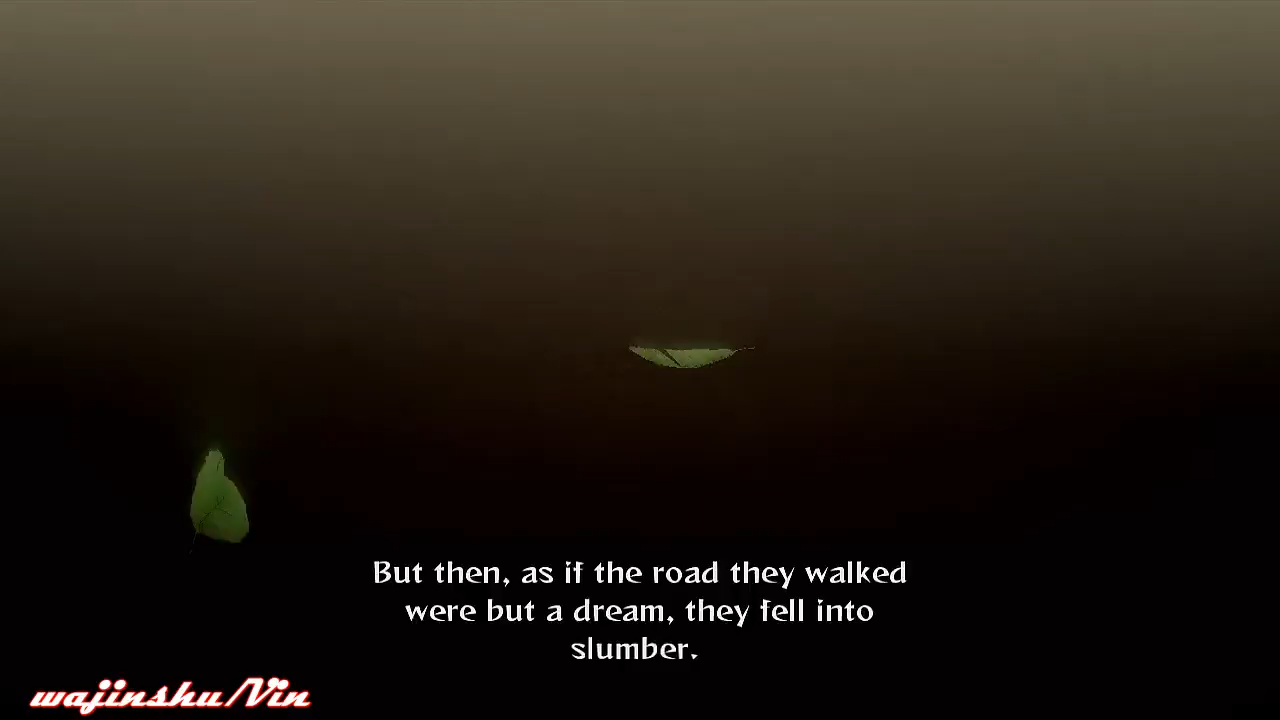 But then, as if the road they walked
were but a dream, they fell into
slumber.
wajinshu/Vin